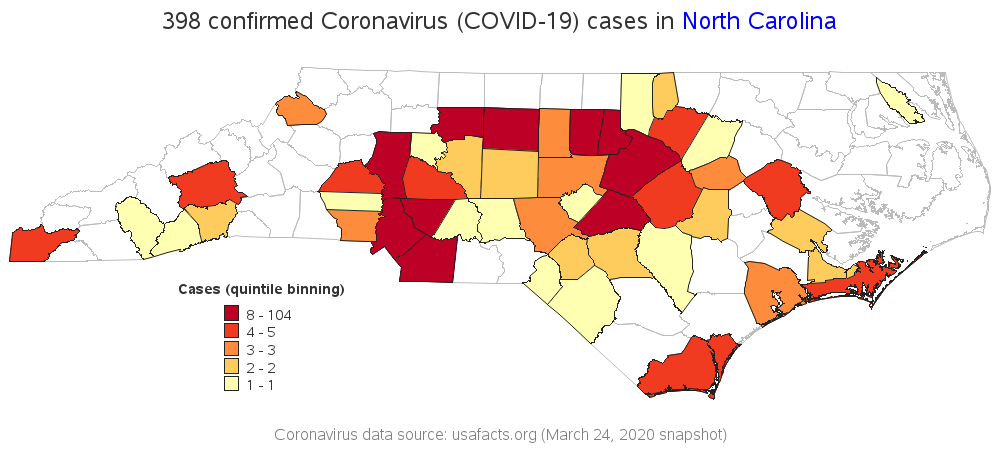 398 confirmed Coronavirus (COVID-19) cases in North Carolina
Cases (quintile binning)
8 - 104
4 - 5
3 - 3
2 - 2
1 - 1
Coronavirus data source: usafacts.org (March 24, 2020 snapshot)